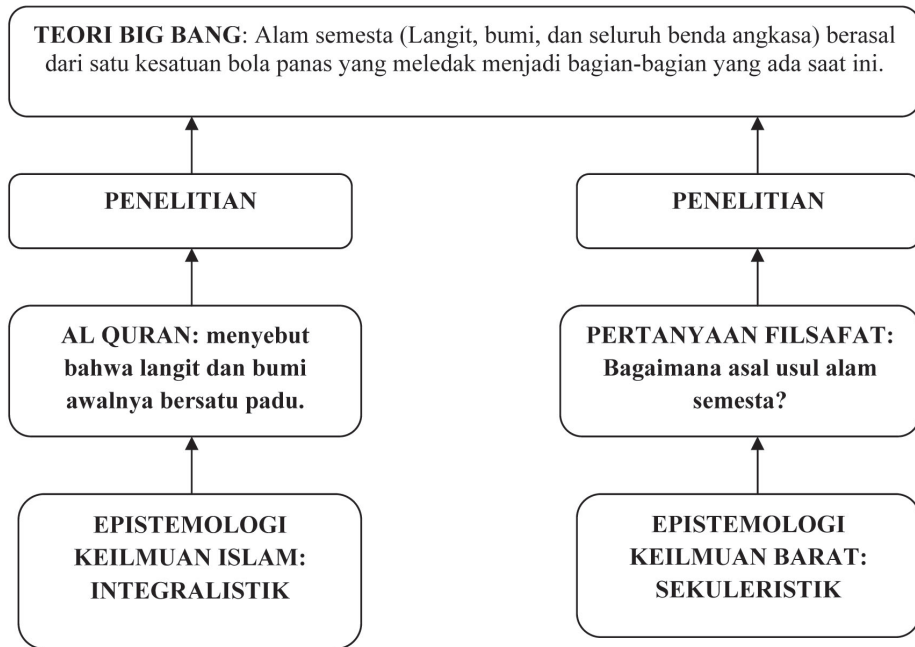 TEORI BIG BANG: Alam semesta (Langit, bumi, dan seluruh benda angkasa) berasal
dari satu kesatuan bola panas yang meledak menjadi bagian-bagian yang ada saat ini.
PENELITIAN
PENELITIAN
AL QURAN: menyebut
bahwa langit dan bumi
awalnya bersatu padu.
PERTANYAAN FILSAFAT:
Bagaimana asal usul alam
semesta?
EPISTEMOLOGI
KEILMUAN ISLAM:
INTEGRALISTIK
EPISTEMOLOGI
KEILMUAN BARAT:
SEKULERISTIK